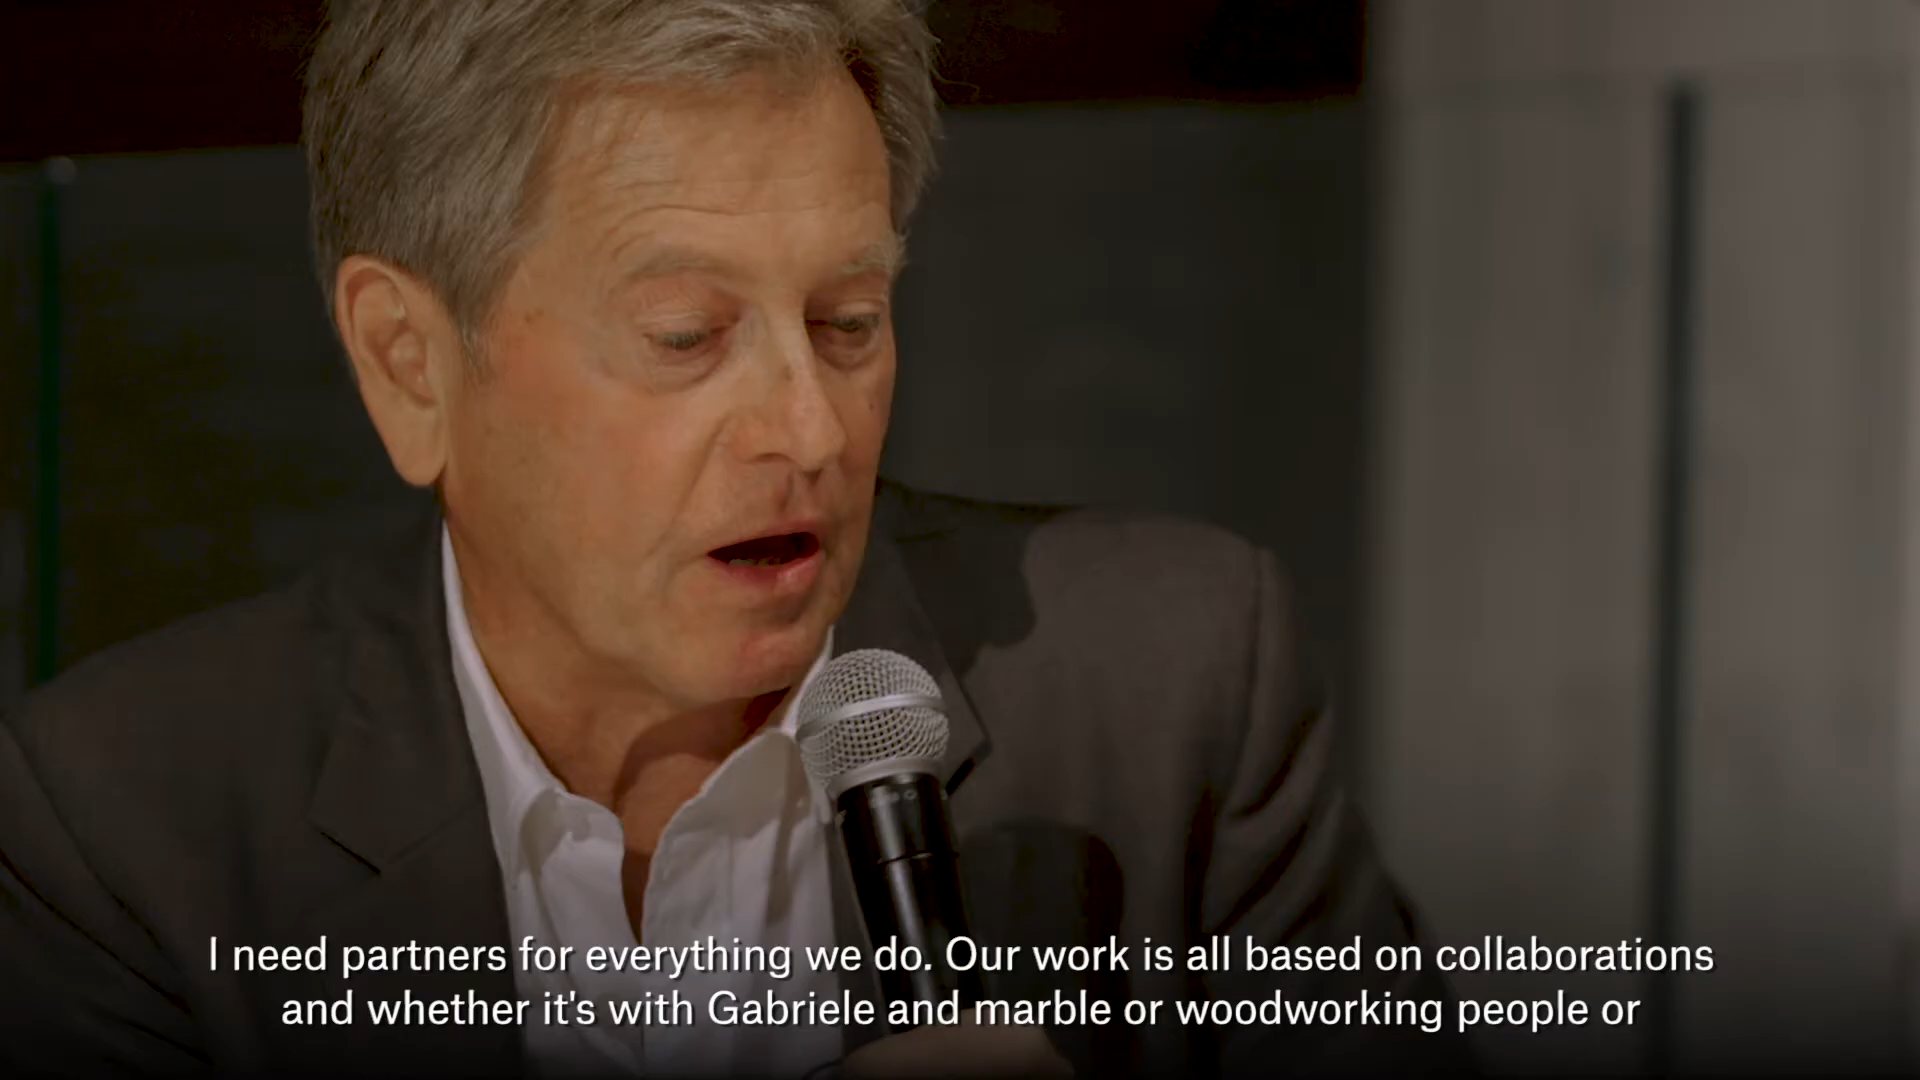 I need partners for everything we do. Our work is all based on collaborations
and whether it's with Gabriele and marble or woodworking people or